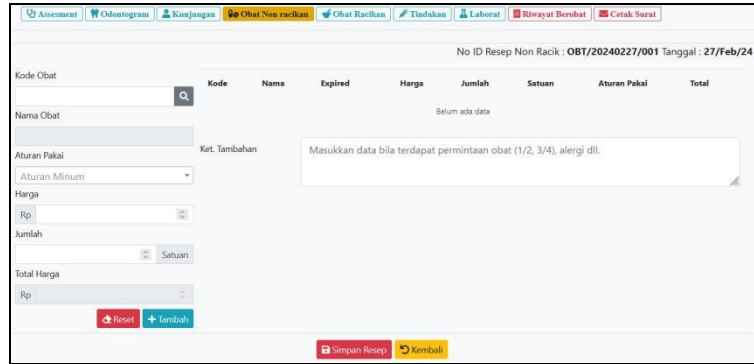 Assesment Odontogram Kunjungan Obat Non racikan Obat Racikan Tindakan Laborat Riwayat Berobat Cetak Surat
No ID Resep Non Racik : OBT/20240227/001 Tanggal : 27/Feb/24
Kode Obat
Nama Obat
Aturan Pakai
Aturan Minum
Harga
Rp
Jumlah
Satuan
Total Harga
Rp
Reset Tambah
Kode Nama Expired Harga Jumlah Satuan Aturan Pakai Total
Belum ada data
Ket. Tambahan
Masukkan data bila terdapat permintaan obat (1/2, 3/4), alergi dll.
Simpan Resep Kembali